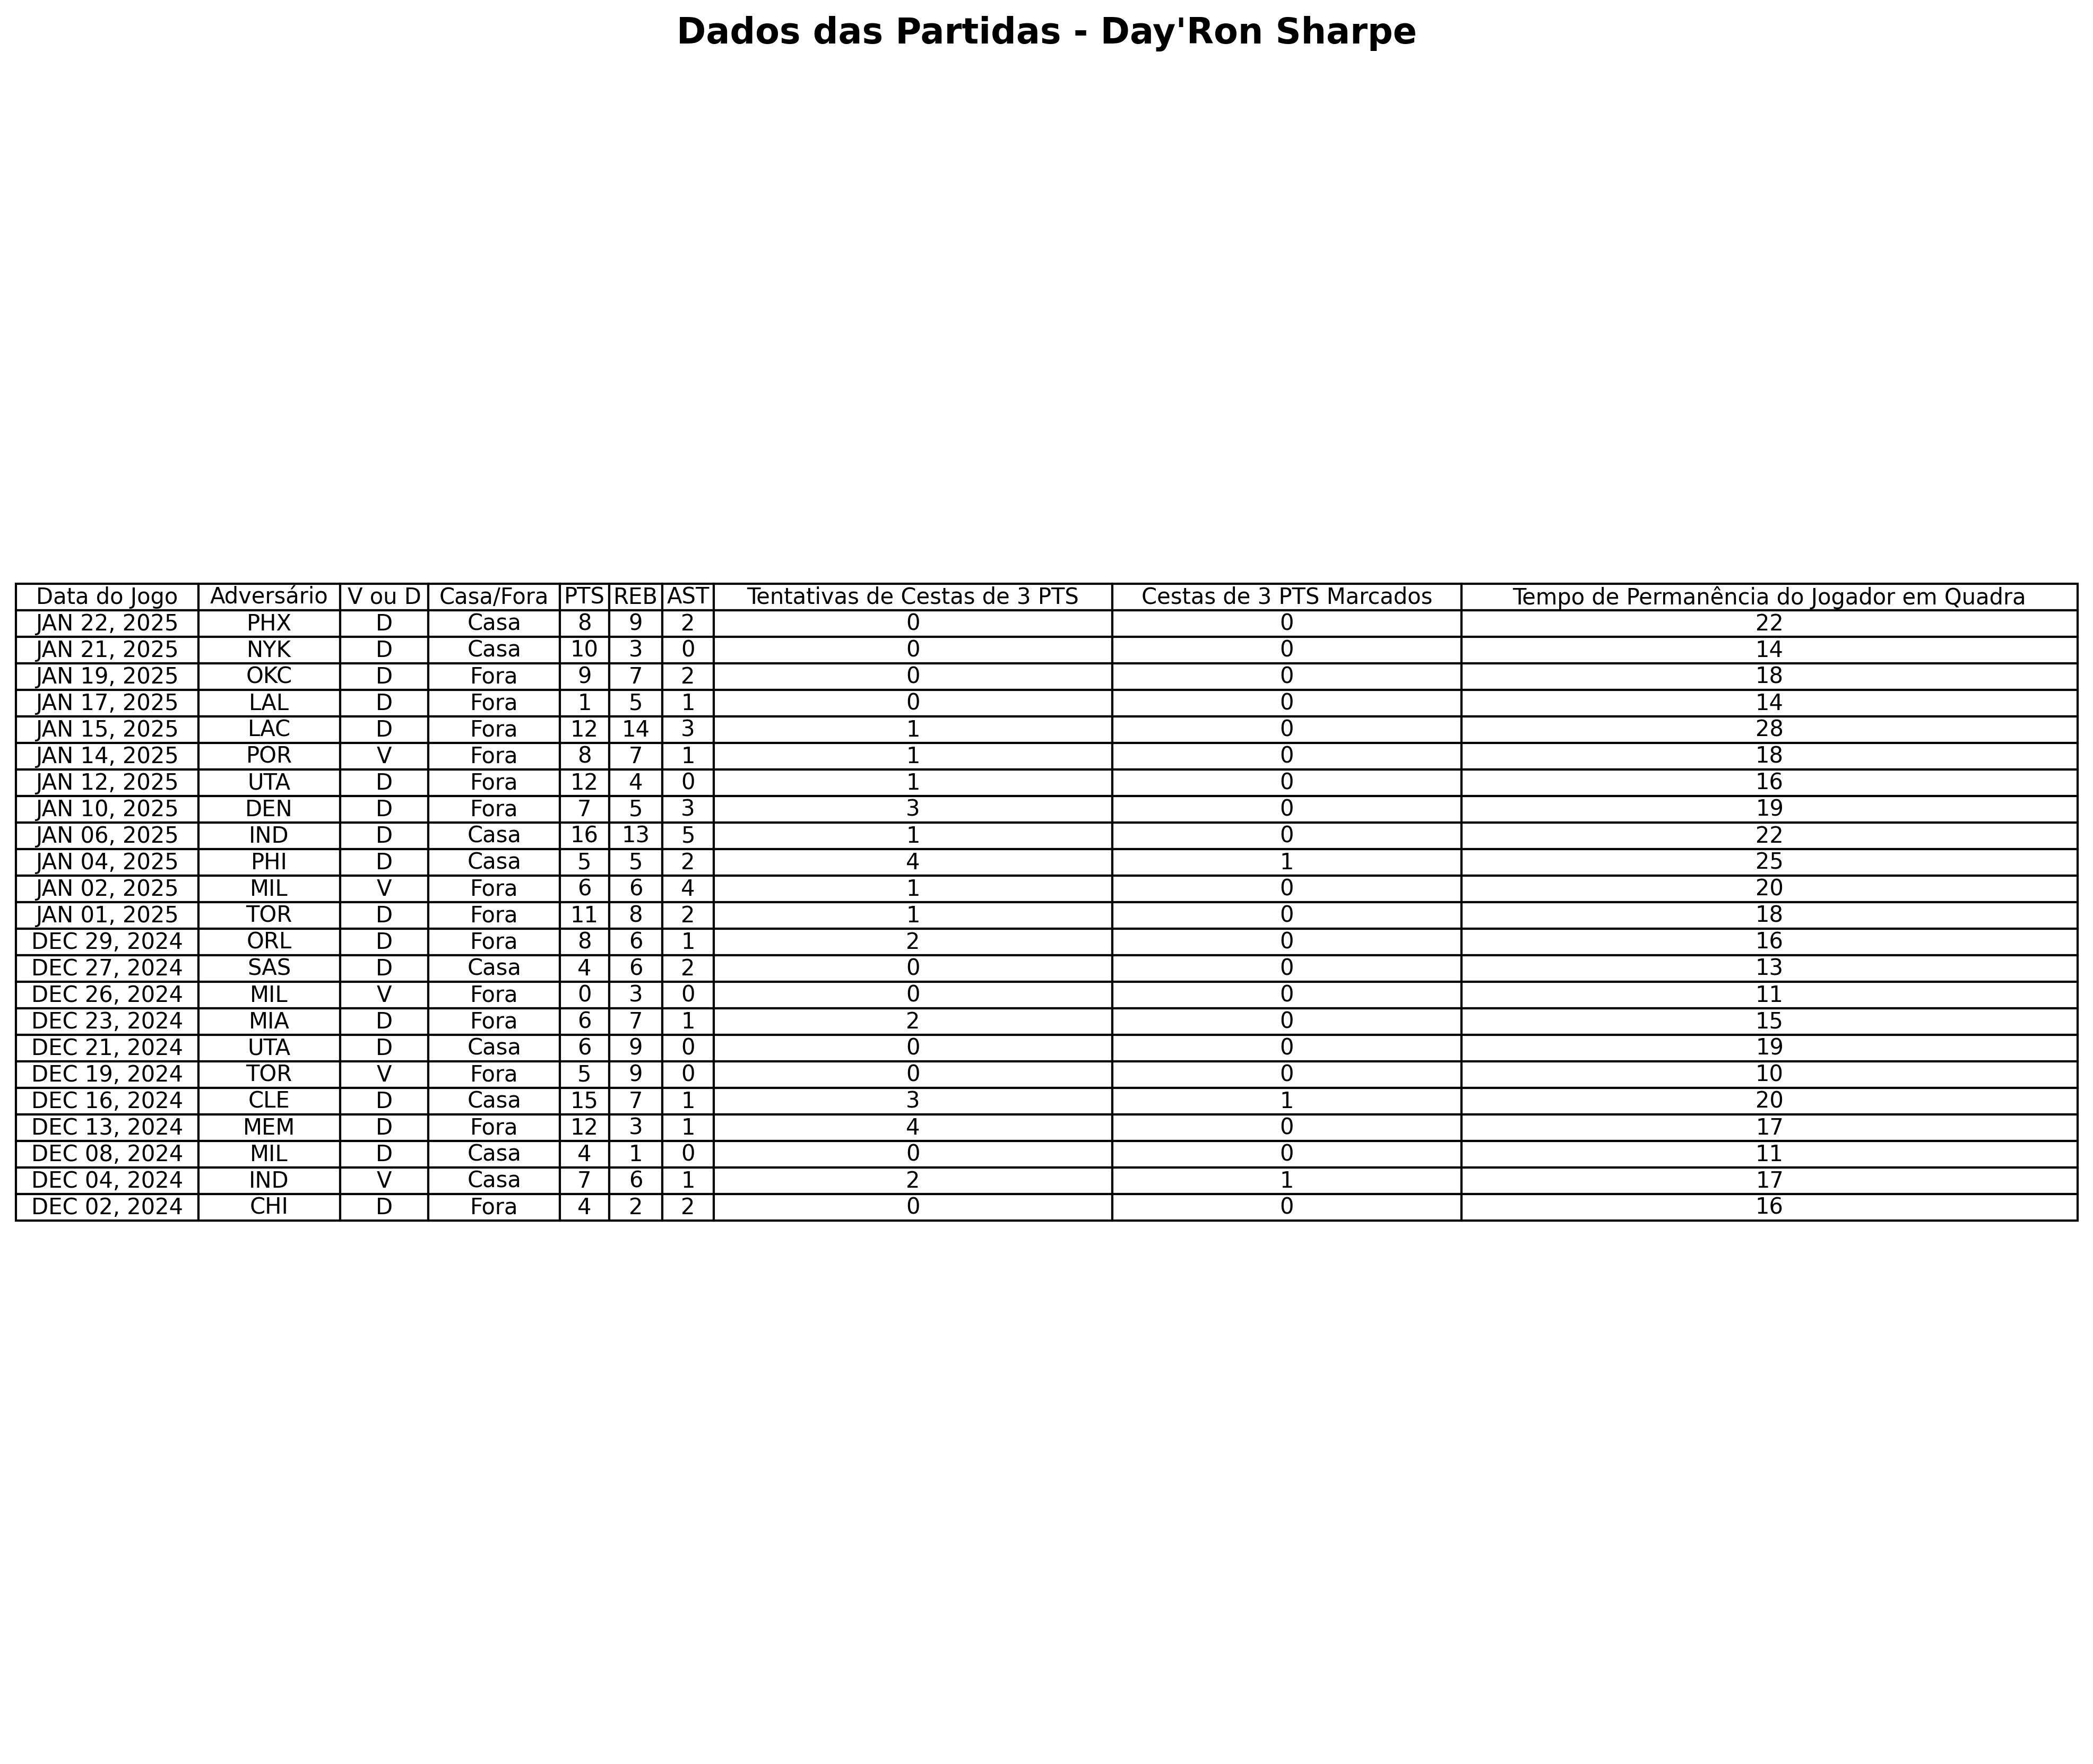 Dados das Partidas - Day'Ron Sharpe
Data do Jogo Adversário V ou D Casa/Fora PTS REB AST Tentativas de Cestas de 3 PTS Cestas de 3 PTS Marcados Tempo de Permanência do Jogador em Quadra
JAN 22, 2025 PHX D Casa 8 9 2 0 0 22
JAN 21, 2025 NYK D Casa 10 3 0 0 0 14
JAN 19, 2025 OKC D Fora 9 7 2 0 0 18
JAN 17, 2025 LAL D Fora 1 5 1 0 0 14
JAN 15, 2025 LAC D Fora 12 14 3 1 0 28
JAN 14, 2025 POR V Fora 8 7 1 1 0 18
JAN 12, 2025 UTA D Fora 12 4 0 1 0 16
JAN 10, 2025 DEN D Fora 7 5 3 3 0 19
JAN 06, 2025 IND D Casa 16 13 5 1 0 22
JAN 04, 2025 PHI D Casa 5 5 2 4 1 25
JAN 02, 2025 MIL V Fora 6 6 4 1 0 20
JAN 01, 2025 TOR D Fora 11 8 2 1 0 18
DEC 29, 2024 ORL D Fora 8 6 1 2 0 16
DEC 27, 2024 SAS D Casa 4 6 2 0 0 13
DEC 26, 2024 MIL V Fora 0 3 0 0 0 11
DEC 23, 2024 MIA D Fora 6 7 1 2 0 15
DEC 21, 2024 UTA D Casa 6 9 0 0 0 19
DEC 19, 2024 TOR V Fora 5 9 0 0 0 10
DEC 16, 2024 CLE D Casa 15 7 1 3 1 20
DEC 13, 2024 MEM D Fora 12 3 1 4 0 17
DEC 08, 2024 MIL D Casa 4 1 0 0 0 11
DEC 04, 2024 IND V Casa 7 6 1 2 1 17
DEC 02, 2024 CHI D Fora 4 2 2 0 0 16